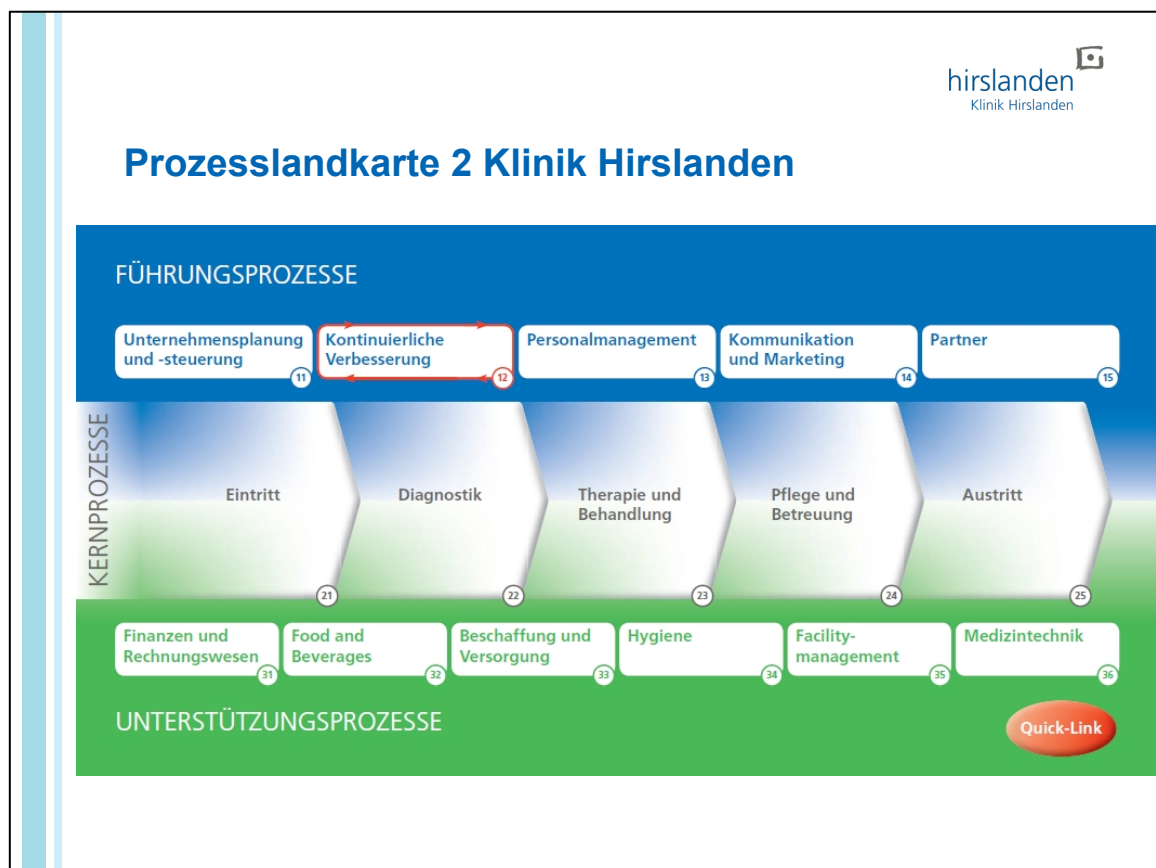 hirslanden
Klinik Hirslanden
Prozesslandkarte 2 Klinik Hirslanden
FÜHRUNGSPROZESSE
Unternehmensplanung
und -steuerung
11
Kontinuierliche
Verbesserung
12
Personalmanagement
13
Kommunikation
und Marketing
14
Partner
15
KERNPROZESSE
Eintritt
21
Diagnostik
22
Therapie und
Behandlung
23
Pflege und
Betreuung
24
Austritt
25
Finanzen und
Rechnungswesen
31
Food and
Beverages
32
Beschaffung und
Versorgung
33
Hygiene
34
Facility-
management
35
Medizintechnik
36
UNTERSTÜTZUNGSPROZESSE
Quick-Link